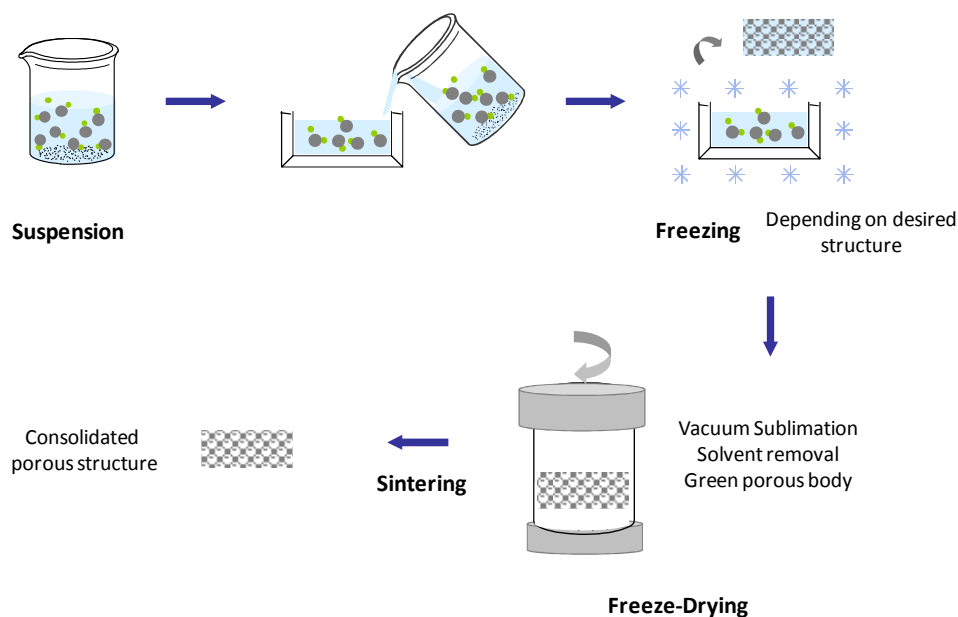 Suspension
Freezing
Depending on desired
structure
Vacuum Sublimation
Solvent removal
Green porous body
Freeze-Drying
Sintering
Consolidated
porous structure